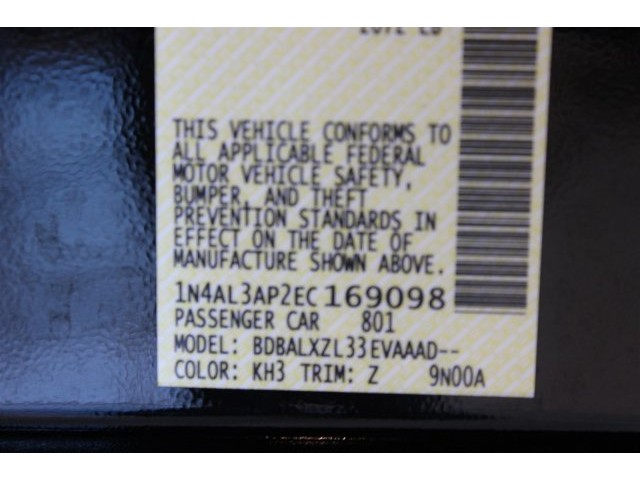 THIS VEHICLE CONFORMS TO
ALL APPLICABLE FEDERAL
MOTOR VEHICLE SAFETY,
BUMPER, AND THEFT
PREVENTION STANDARDS IN
EFFECT ON THE DATE OF
MANUFACTURE SHOWN ABOVE.
1N4AL3AP2EC169098
PASSENGER CAR 801
MODEL: BDBALXZL33EVAAAD--
COLOR: KH3 TRIM: Z 9N00A